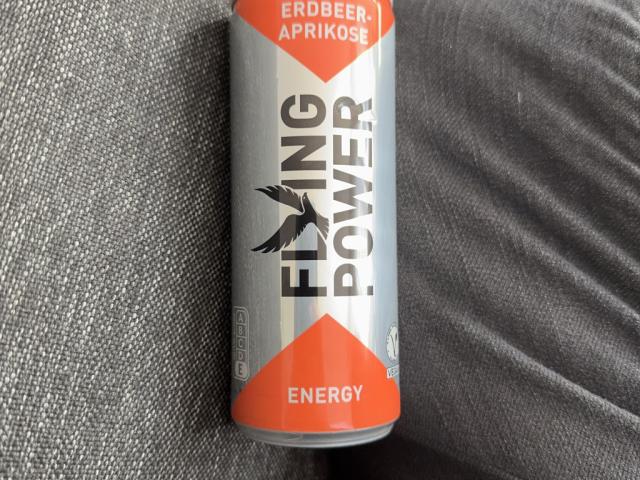 ERDBEER-
APRIKOSE
FLYING
POWER
A
B
C
D
E
ENERGY